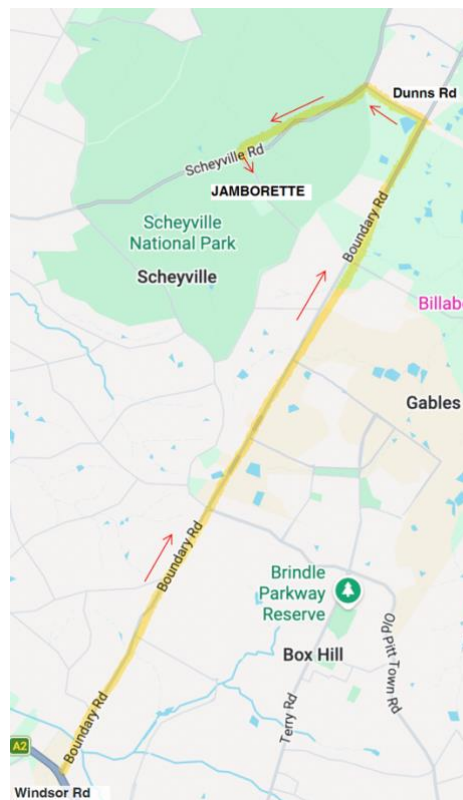 Dunns Rd
Scheyville Rd
JAMBORETTE
Boundary Rd
Scheyville
National Park
Scheyville
Billab
Gables
Boundary Rd
Brindle
Parkway
Reserve
Old Pitt Town Rd
Box Hill
Terry Rd
Boundary Rd
A2
Windsor Rd